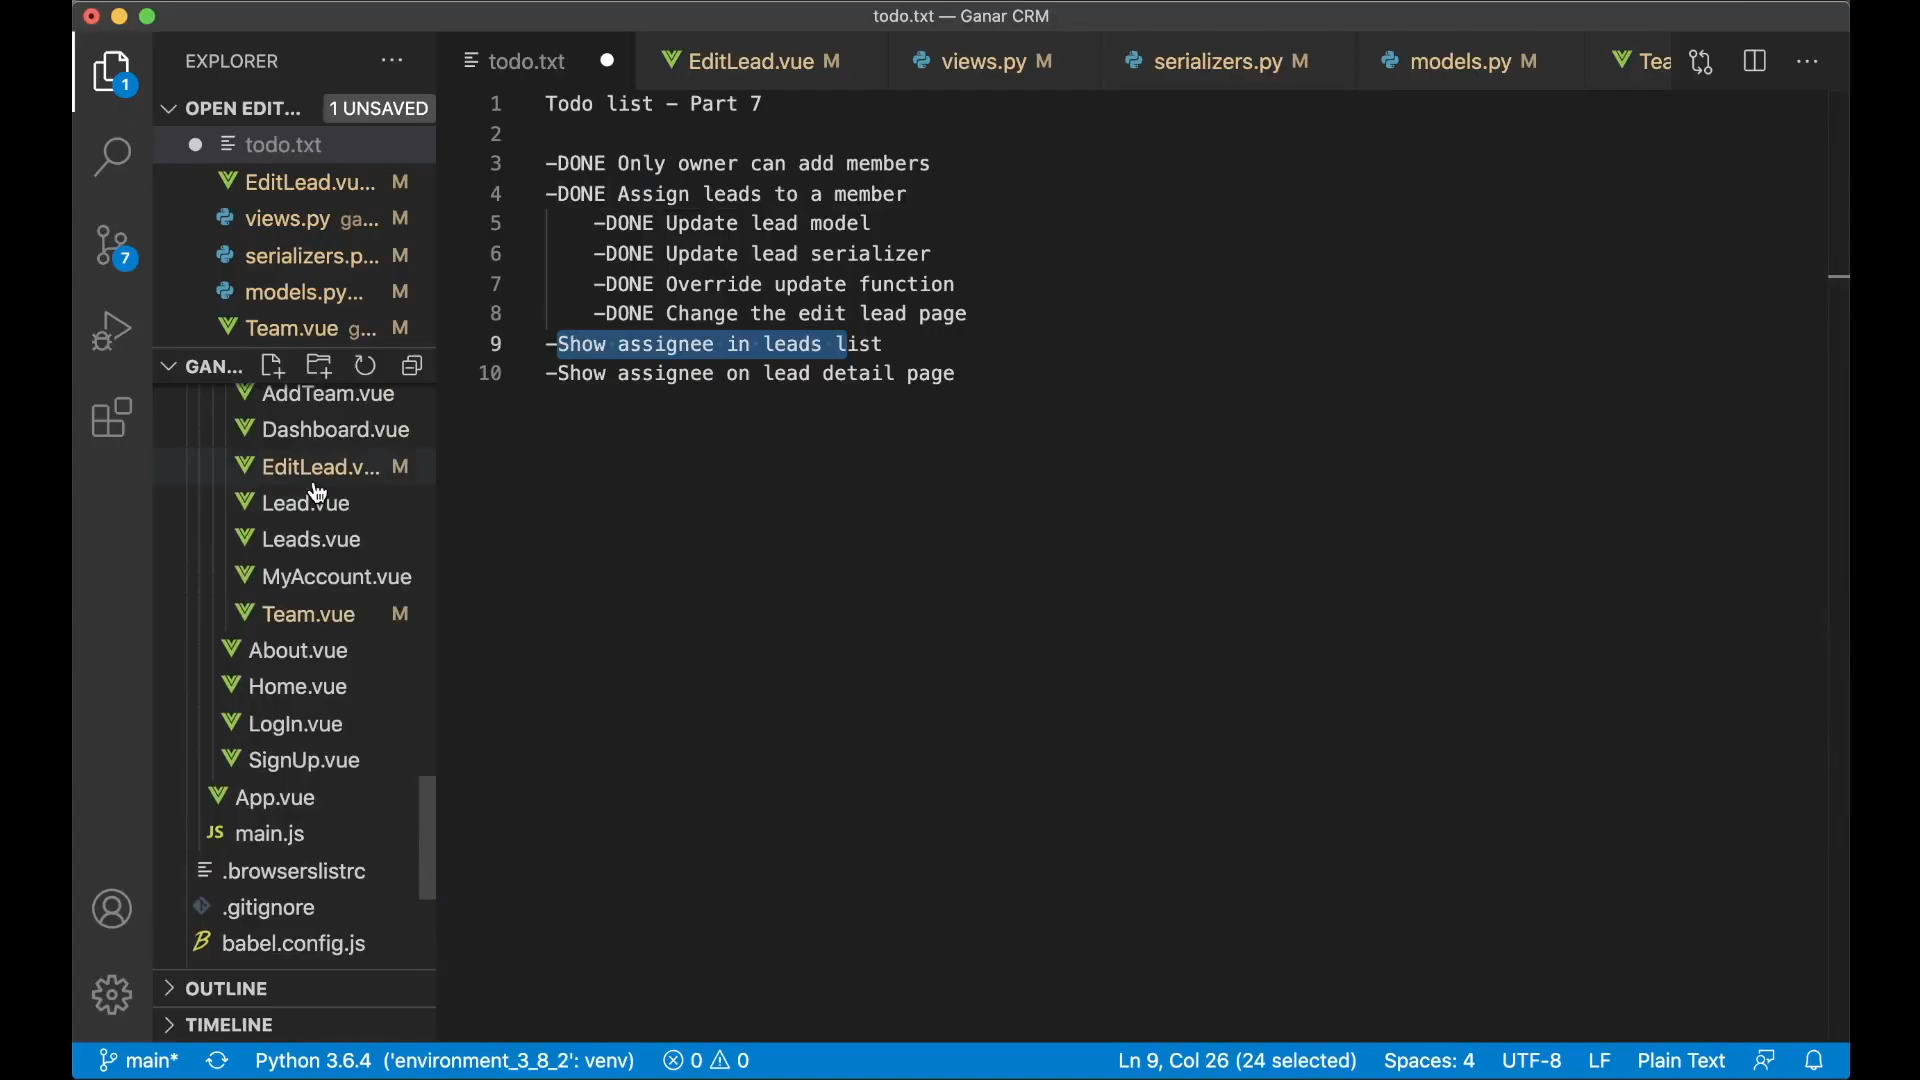 todo.txt — Ganar CRM
EXPLORER
todo.txt
EditLead.vue M
views.py M
serializers.py M
models.py M
Tea
1
OPEN EDIT... 1 UNSAVED
todo.txt
EditLead.vu... M
views.py ga... M
serializers.p... M
models.py... M
Team.vue g... M
GAN...
AddTeam.vue
Dashboard.vue
EditLead.v... M
Lead.vue
Leads.vue
MyAccount.vue
Team.vue M
About.vue
Home.vue
LogIn.vue
SignUp.vue
App.vue
JS main.js
.browserslistrc
.gitignore
babel.config.js
OUTLINE
TIMELINE
7
1 Todo list - Part 7
2
3 -DONE Only owner can add members
4 -DONE Assign leads to a member
5 -DONE Update lead model
6 -DONE Update lead serializer
7 -DONE Override update function
8 -DONE Change the edit lead page
9 -Show assignee in leads list
10 -Show assignee on lead detail page
main* Python 3.6.4 ('environment_3_8_2': venv) 0 0 Ln 9, Col 26 (24 selected) Spaces: 4 UTF-8 LF Plain Text